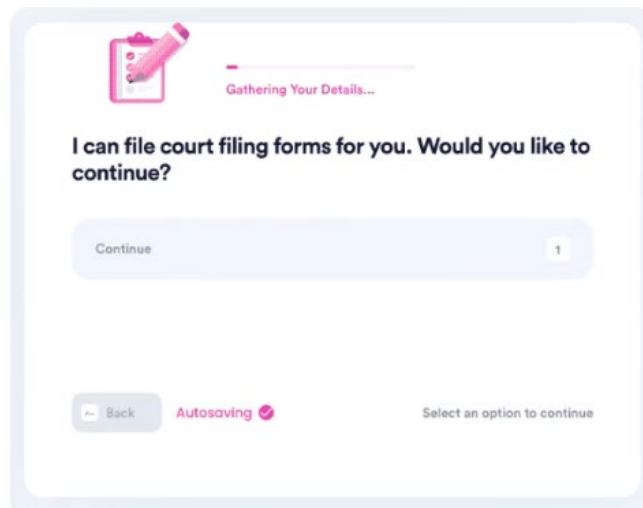 Gathering Your Details...
I can file court filing forms for you. Would you like to
continue?
Continue
1
Back
Autosaving
Select an option to continue